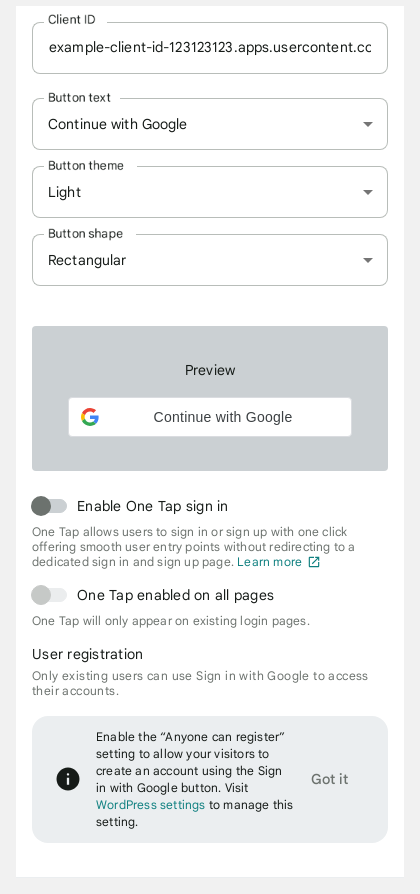 Client ID
example-client-id-123123123.apps.usercontent.cc
Button text
Continue with Google
Button theme
Light
Button shape
Rectangular
Preview
Continue with Google
Enable One Tap sign in
One Tap allows users to sign in or sign up with one click
offering smooth user entry points without redirecting to a
dedicated sign in and sign up page. Learn more
One Tap enabled on all pages
One Tap will only appear on existing login pages.
User registration
Only existing users can use Sign in with Google to access
their accounts.
Enable the “Anyone can register”
setting to allow your visitors to
create an account using the Sign
in with Google button. Visit
WordPress settings to manage this
setting.
Got it